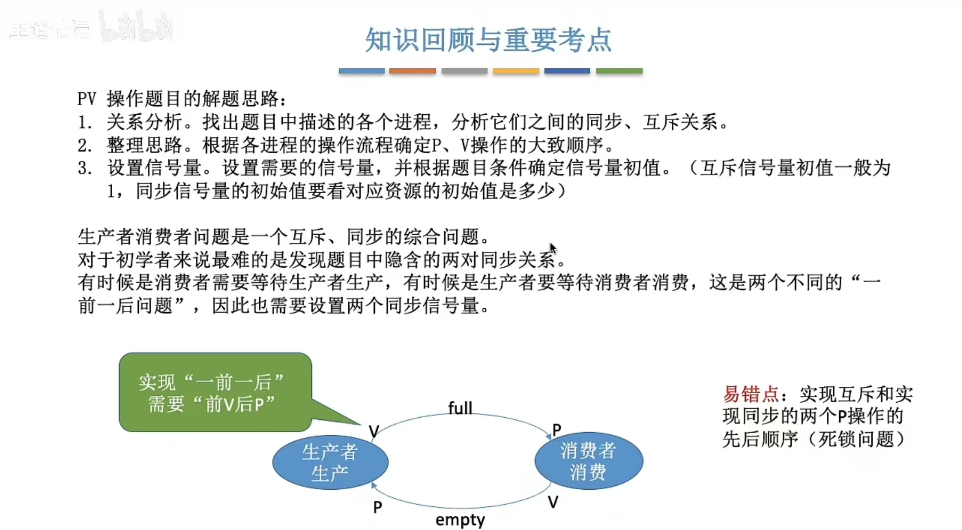 知识回顾与重要考点
PV 操作题目的解题思路：
1. 关系分析。找出题目中描述的各个进程，分析它们之间的同步、互斥关系。
2. 整理思路。根据各进程的操作流程确定P、V操作的大致顺序。
3. 设置信号量。设置需要的信号量，并根据题目条件确定信号量初值。（互斥信号量初值一般为
1，同步信号量的初始值要看对应资源的初始值是多少）
生产者消费者问题是一个互斥、同步的综合问题。
对于初学者来说最难的是发现题目中隐含的两对同步关系。
有时候是消费者需要等待生产者生产，有时候是生产者要等待消费者消费，这是两个不同的“一
前一后问题”，因此也需要设置两个同步信号量。
实现“一前一后”
需要“前V后P”
full
V
P
生产者
生产
消费者
消费
P
V
empty
易错点：实现互斥和实
现同步的两个P操作的
先后顺序（死锁问题）